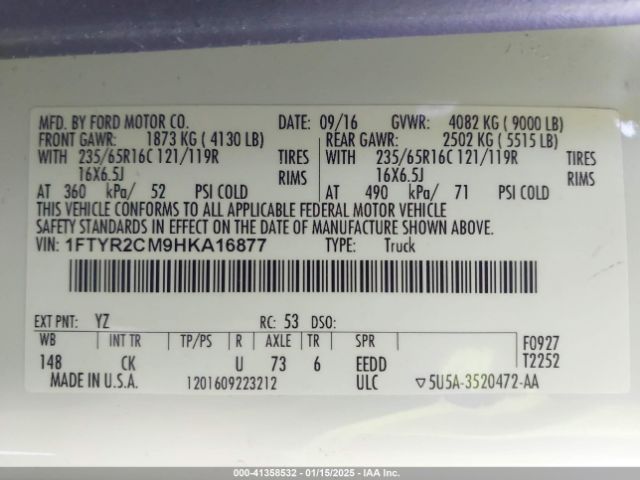 MFD. BY FORD MOTOR CO. DATE: 09/16 GVWR: 4082 KG ( 9000 LB)
FRONT GAWR: 1873 KG ( 4130 LB) REAR GAWR: 2502 KG ( 5515 LB)
WITH 235/65R16C 121/119R TIRES WITH 235/65R16C 121/119R TIRES
16X6.5J RIMS 16X6.5J RIMS
AT 360 kPa/ 52 PSI COLD AT 490 kPa/ 71 PSI COLD
THIS VEHICLE CONFORMS TO ALL APPLICABLE FEDERAL MOTOR VEHICLE
SAFETY STANDARDS IN EFFECT ON THE DATE OF MANUFACTURE SHOWN ABOVE.
VIN: 1FTYR2CM9HKA16877 TYPE: Truck
EXT PNT: YZ RC: 53 DSO:
WB INT TR TP/PS R AXLE TR SPR F0927
148 CK U 73 6 EEDD T2252
MADE IN U.S.A. 1201609223212 ULC ▽5U5A-3520472-AA
000-41358532 - 01/15/2025 - IAA Inc.